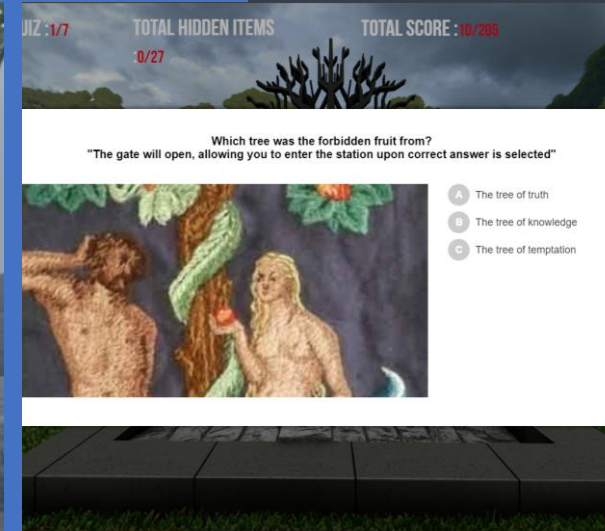 UIZ :1/7
TOTAL HIDDEN ITEMS
:0/27
TOTAL SCORE :10/205
Which tree was the forbidden fruit from?
"The gate will open, allowing you to enter the station upon correct answer is selected"
A The tree of truth
B The tree of knowledge
C The tree of temptation